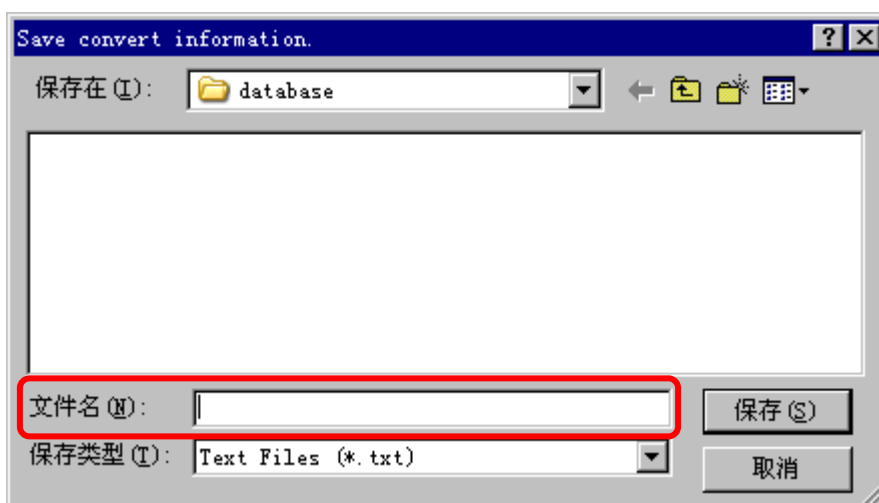 Save convert information.
保存在(I): database
文件名(N):
保存(S)
保存类型(T): Text Files (*.txt)
取消